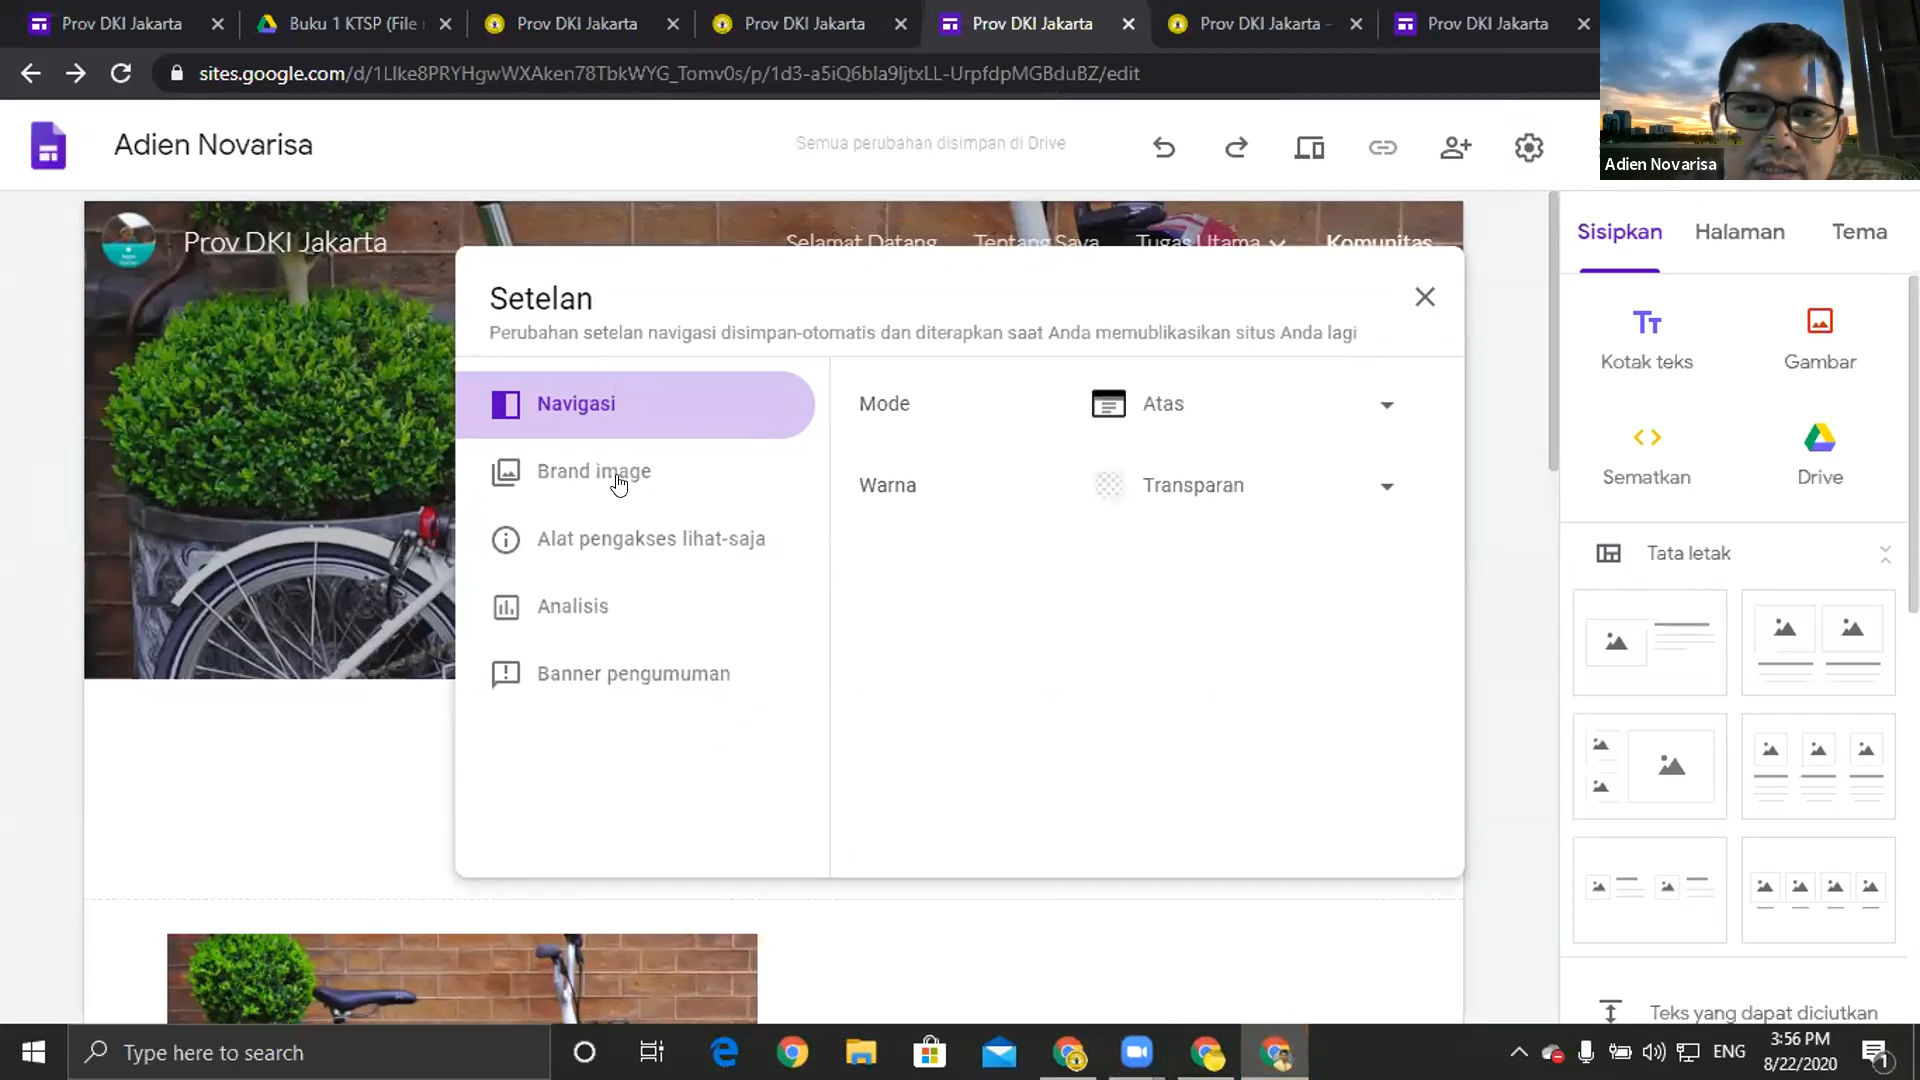 Prov DKI Jakarta
Buku 1 KTSP (File
Prov DKI Jakarta
Prov DKI Jakarta
Prov DKI Jakarta
Prov DKI Jakarta -
Prov DKI Jakarta
sites.google.com/d/1LIke8PRYHgwWXAken78TbkWYG_Tomv0s/p/1d3-a5iQ6bla9ljtxLL-UrpfdpMGBduBZ/edit
Adien Novarisa
Semua perubahan disimpan di Drive
Adien Novarisa
Prov DKI Jakarta
Selamat Datang
Tentang Saya
Tugas Utama
Komunitas
Sisipkan
Halaman
Tema
Setelan
Perubahan setelan navigasi disimpan-otomatis dan diterapkan saat Anda memublikasikan situs Anda lagi
Navigasi
Brand image
Alat pengakses lihat-saja
Analisis
Banner pengumuman
Mode
Atas
Warna
Transparan
Tt
Kotak teks
Gambar
Sematkan
Drive
Tata letak
Teks yang dapat diciutkan
Type here to search
ENG
3:56 PM
8/22/2020
1